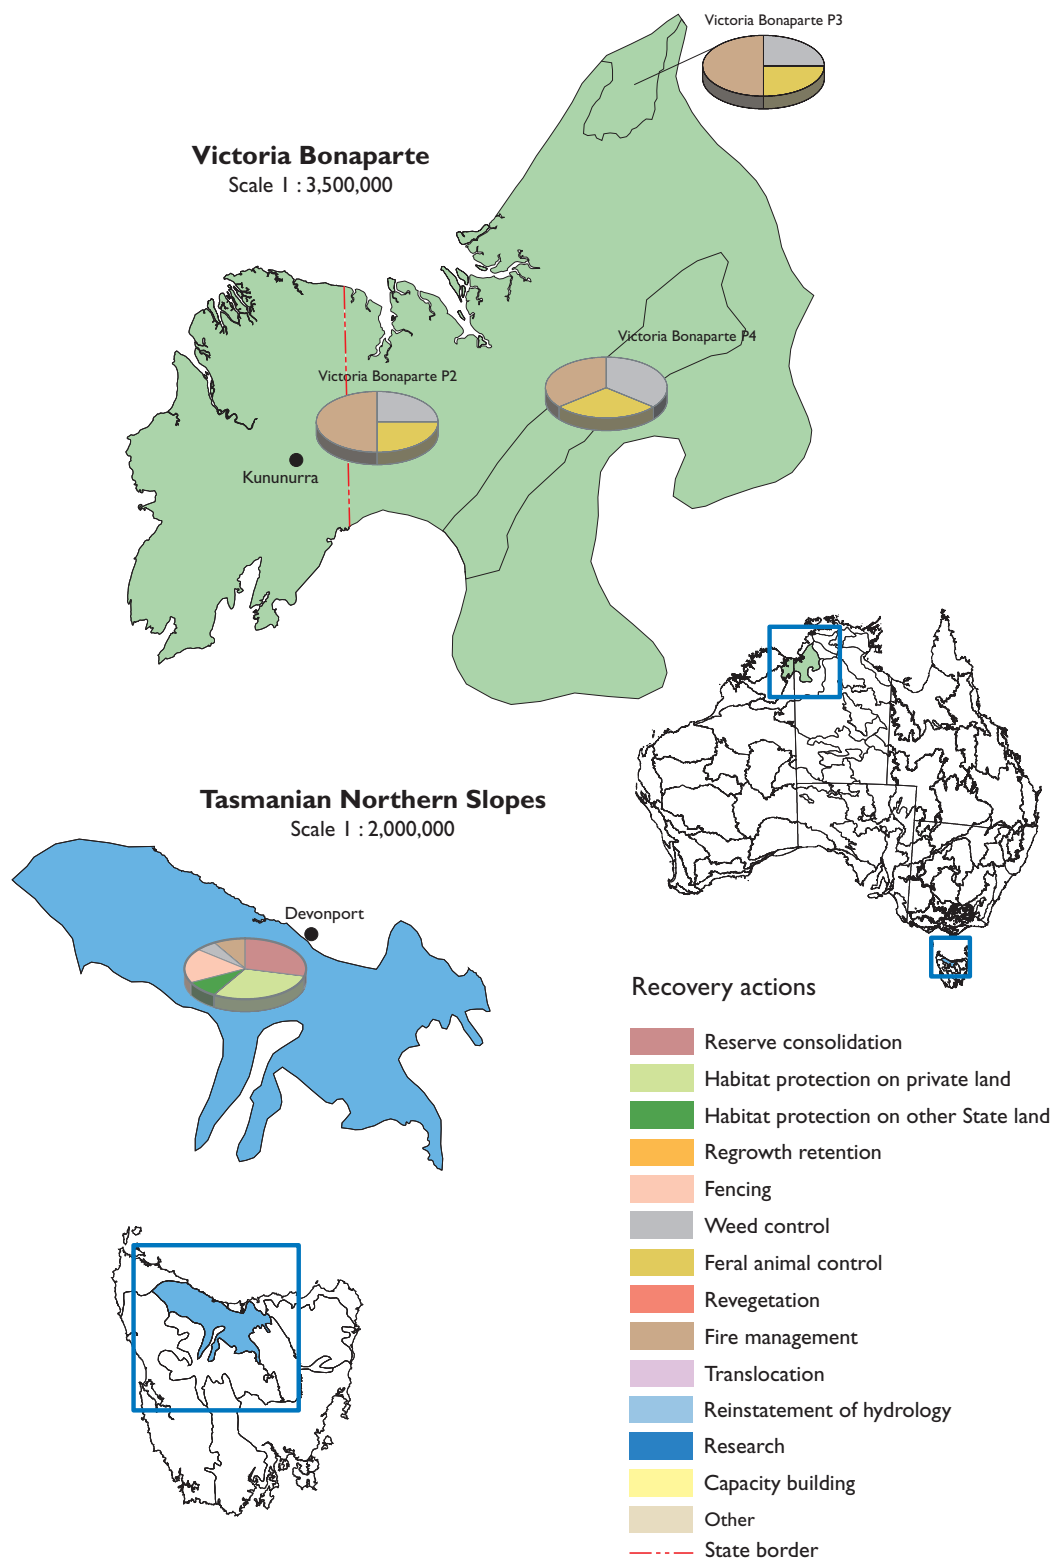 Victoria Bonaparte P3
Victoria Bonaparte
Scale 1 : 3,500,000
Victoria Bonaparte P4
Victoria Bonaparte P2
Kununurra
Tasmanian Northern Slopes
Scale 1 : 2,000,000
Devonport
Recovery actions
Reserve consolidation
Habitat protection on private land
Habitat protection on other State land
Regrowth retention
Fencing
Weed control
Feral animal control
Revegetation
Fire management
Translocation
Reinstatement of hydrology
Research
Capacity building
Other
State border